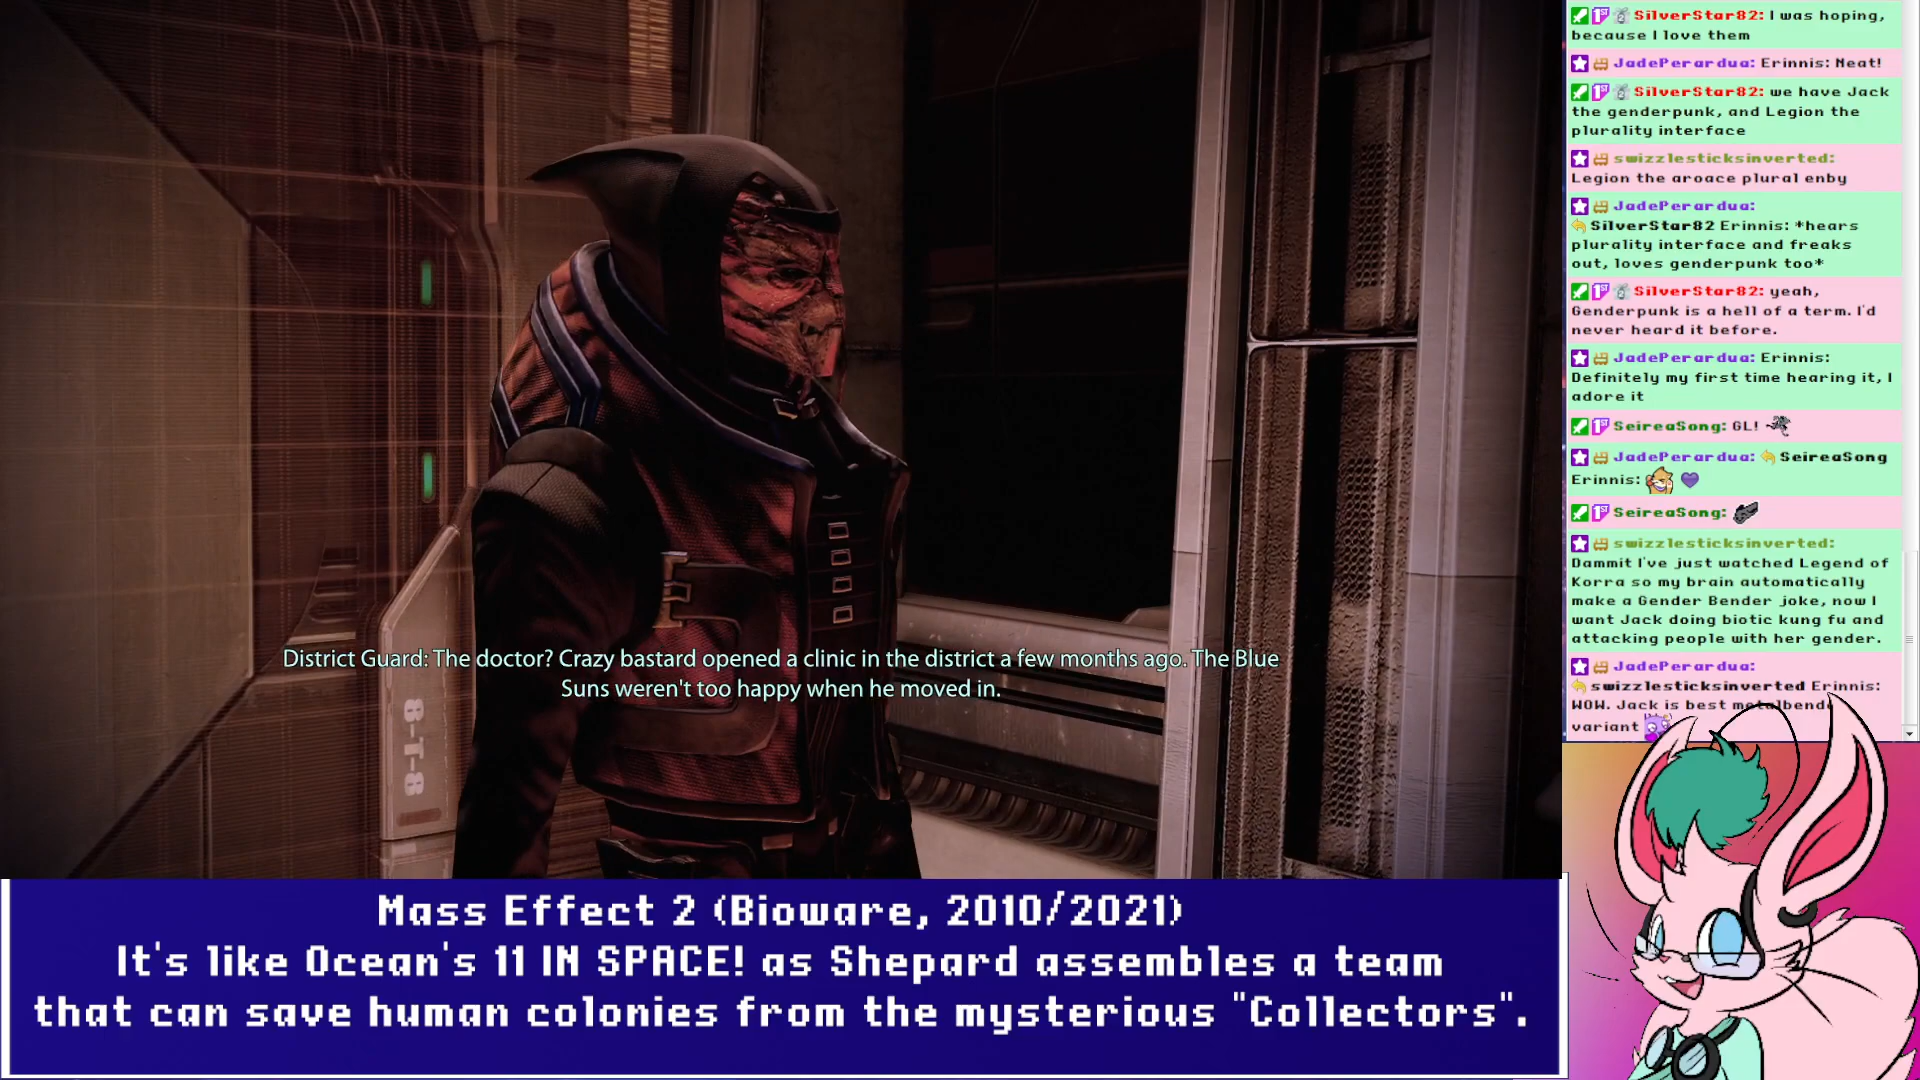 SilverStar82: I was hoping,
because I love them
JadePerardua: Erinnis: Neat!
SilverStar82: we have Jack
the genderpunk, and Legion the
plurality interface
swizzlesticksinverted:
Legion the aroace plural enby
JadePerardua:
SilverStar82 Erinnis: *hears
plurality interface and freaks
out, loves genderpunk too*
SilverStar82: yeah,
Genderpunk is a hell of a term. I'd
never heard it before.
JadePerardua: Erinnis:
Definitely my first time hearing it, I
adore it
SeireaSong: GL!
JadePerardua: SeireaSong
Erinnis:
SeireaSong:
swizzlesticksinverted:
Dammit I've just watched Legend of
Korra so my brain automatically
make a Gender Bender joke, now I
want Jack doing biotic kung fu and
attacking people with her gender.
JadePerardua:
swizzlesticksinverted Erinnis:
WOW. Jack is best metalbend
variant
District Guard: The doctor? Crazy bastard opened a clinic in the district a few months ago. The Blue
Suns weren't too happy when he moved in.
8-T-8
Mass Effect 2 (Bioware, 2010/2021)
It's like Ocean's 11 IN SPACE! as Shepard assembles a team
that can save human colonies from the mysterious "Collectors".